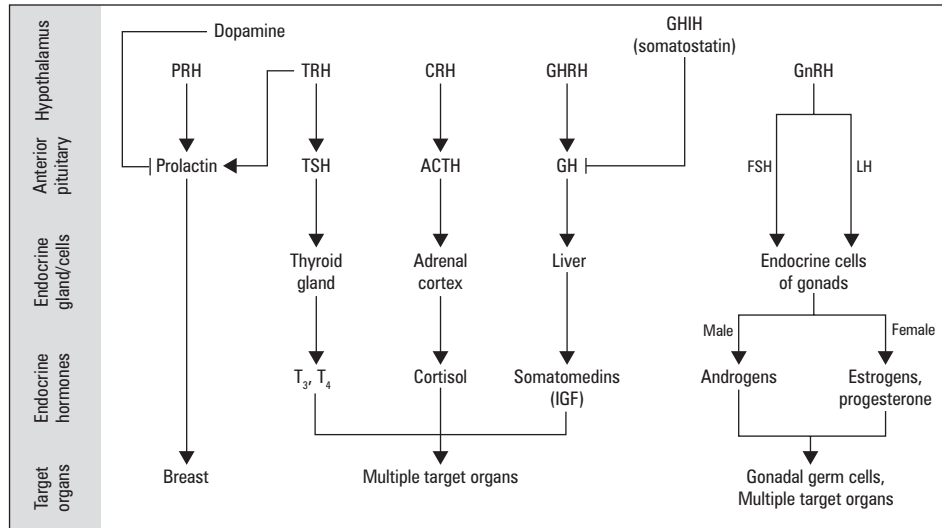 Hypothalamus
Dopamine
GHIH
(somatostatin)
PRH
TRH
CRH
GHRH
GnRH
Anterior
pituitary
Prolactin
TSH
ACTH
GH
FSH
LH
Endocrine
gland/cells
Thyroid
gland
Adrenal
cortex
Liver
Endocrine cells
of gonads
Male
Female
Endocrine
hormones
T₃, T₄
Cortisol
Somatomedins
(IGF)
Androgens
Estrogens,
progesterone
Target
organs
Breast
Multiple target organs
Gonadal germ cells,
Multiple target organs